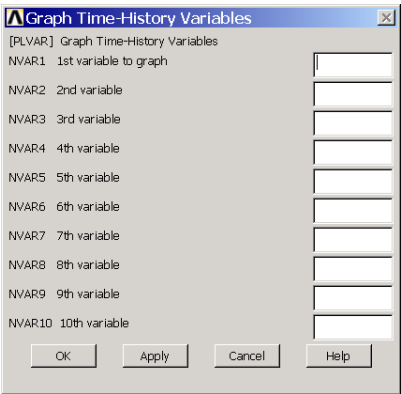 Graph Time-History Variables
[PLVAR] Graph Time-History Variables
NVAR1 1st variable to graph
NVAR2 2nd variable
NVAR3 3rd variable
NVAR4 4th variable
NVAR5 5th variable
NVAR6 6th variable
NVAR7 7th variable
NVAR8 8th variable
NVAR9 9th variable
NVAR10 10th variable
OK Apply Cancel Help